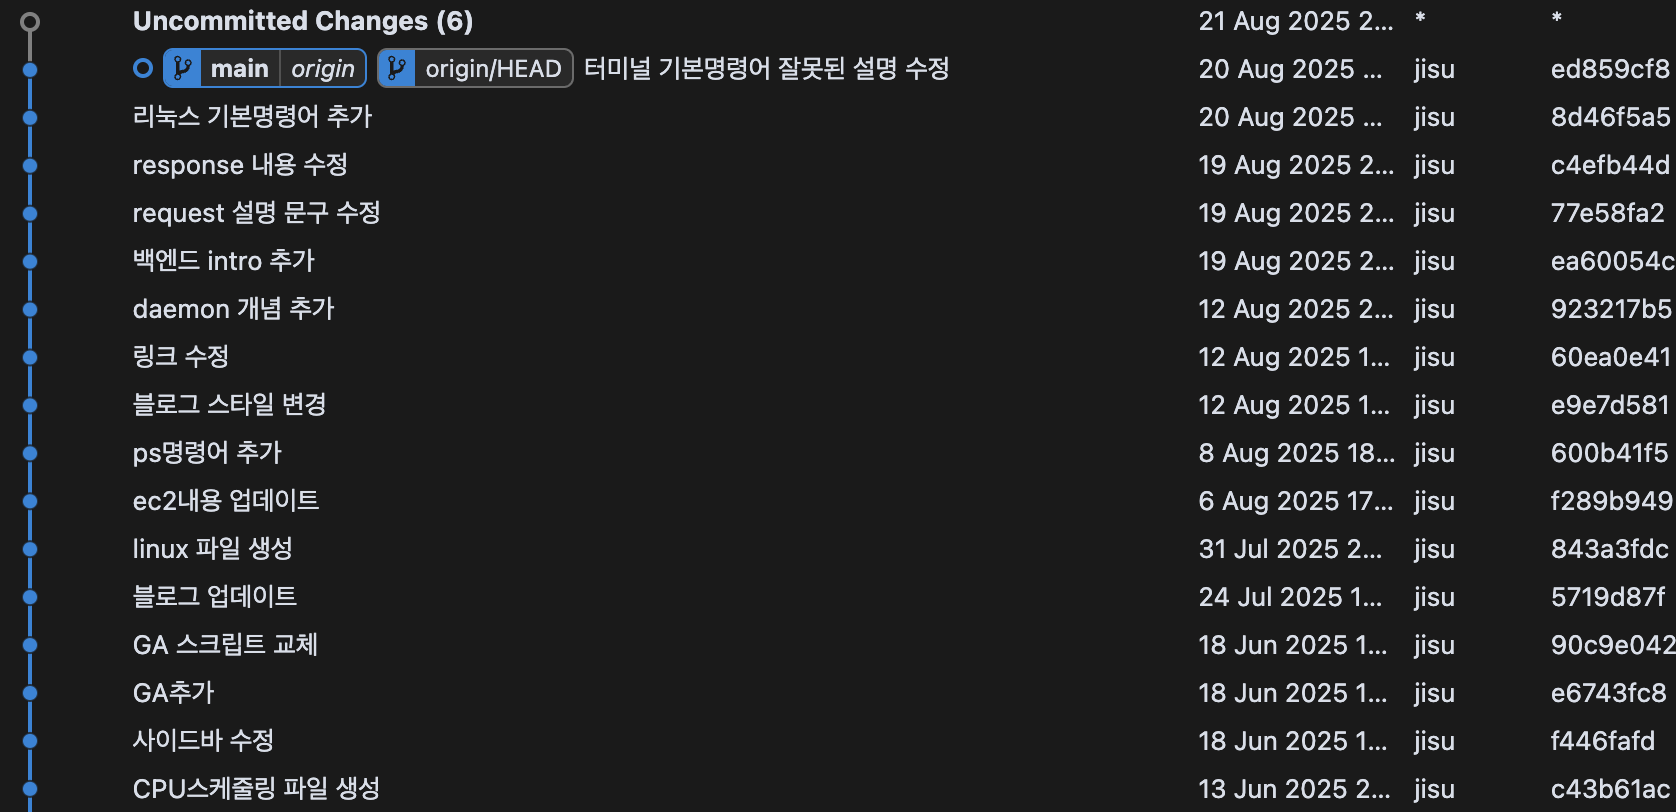 Uncommitted Changes (6) 21 Aug 2025 2... * *
main origin origin/HEAD 터미널 기본명령어 잘못된 설명 수정 20 Aug 2025 ... jisu ed859cf8
리눅스 기본명령어 추가 20 Aug 2025 ... jisu 8d46f5a5
response 내용 수정 19 Aug 2025 2... jisu c4efb44d
request 설명 문구 수정 19 Aug 2025 2... jisu 77e58fa2
백엔드 intro 추가 19 Aug 2025 2... jisu ea60054c
daemon 개념 추가 12 Aug 2025 2... jisu 923217b5
링크 수정 12 Aug 2025 1... jisu 60ea0e41
블로그 스타일 변경 12 Aug 2025 1... jisu e9e7d581
ps명령어 추가 8 Aug 2025 18... jisu 600b41f5
ec2내용 업데이트 6 Aug 2025 17... jisu f289b949
linux 파일 생성 31 Jul 2025 2... jisu 843a3fdc
블로그 업데이트 24 Jul 2025 1... jisu 5719d87f
GA 스크립트 교체 18 Jun 2025 1... jisu 90c9e042
GA추가 18 Jun 2025 1... jisu e6743fc8
사이드바 수정 18 Jun 2025 1... jisu f446fafd
CPU스케줄링 파일 생성 13 Jun 2025 2... jisu c43b61ac